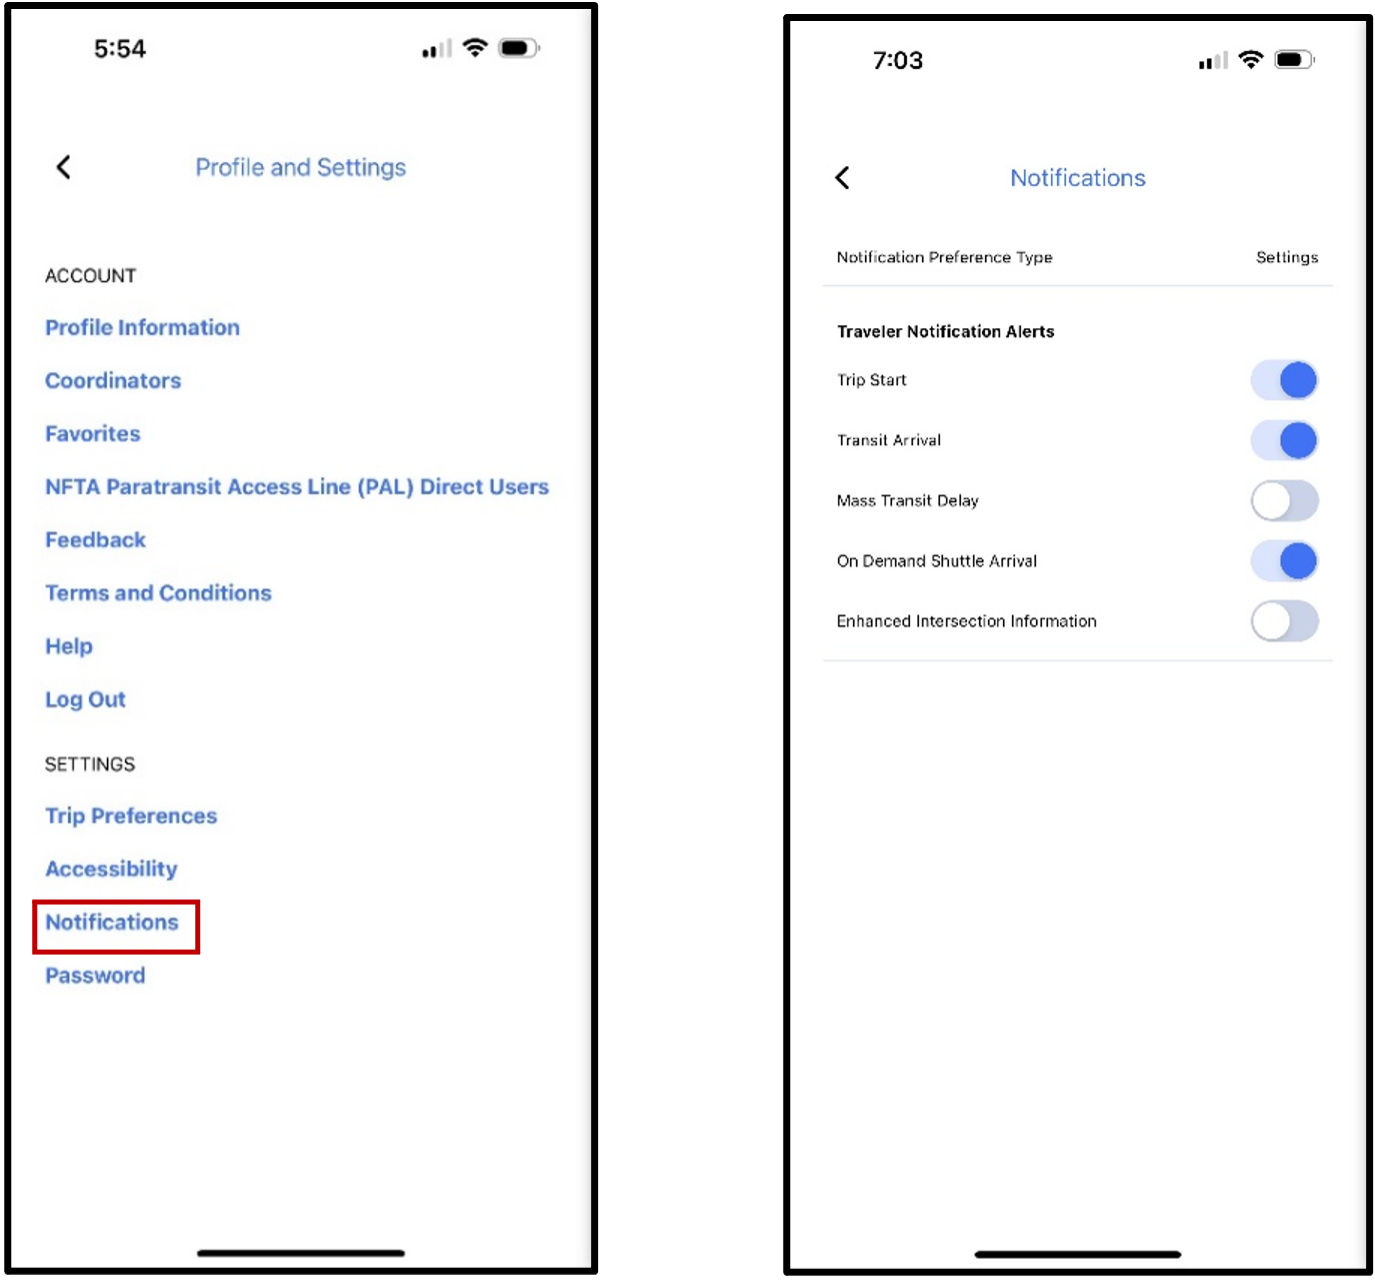 5:54
Profile and Settings
ACCOUNT
Profile Information
Coordinators
Favorites
NFTA Paratransit Access Line (PAL) Direct Users
Feedback
Terms and Conditions
Help
Log Out
SETTINGS
Trip Preferences
Accessibility
Notifications
Password
7:03
Notifications
Notification Preference Type Settings
Traveler Notification Alerts
Trip Start
Transit Arrival
Mass Transit Delay
On Demand Shuttle Arrival
Enhanced Intersection Information